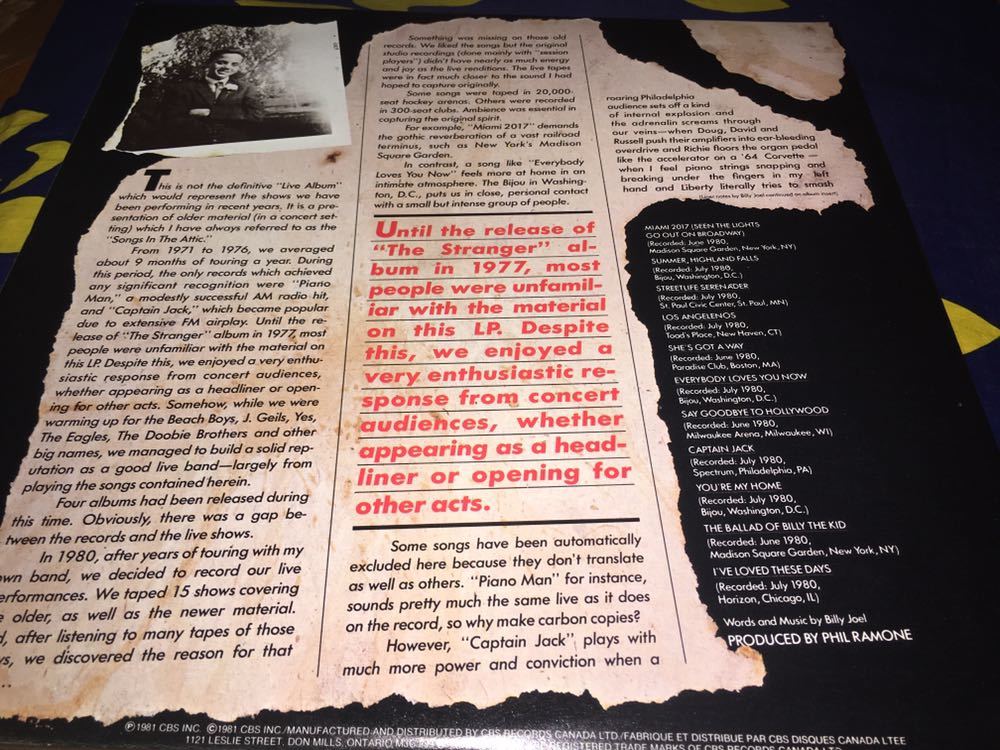 This is not the definitive "Live Album"
which would represent the shows we have
been performing in recent years. It is a pre-
sentation of older material (in a concert set-
ting) which I have always referred to as the
"Songs In The Attic."
From 1971 to 1976, we averaged
about 9 months of touring a year. During
this period, the only records which achieved
any significant recognition were "Piano
Man," a modestly successful AM radio hit,
and "Captain Jack," which became popular
due to extensive FM airplay. Until the re-
lease of "The Stranger" album in 1977, most
people were unfamiliar with the material on
this LP. Despite this, we enjoyed a very enthu-
siastic response from concert audiences,
whether appearing as a headliner or open-
ing for other acts. Somehow, while we were
warming up for the Beach Boys, J. Geils, Yes,
The Eagles, The Doobie Brothers and other
big names, we managed to build a solid rep-
utation as a good live band—largely from
playing the songs contained herein.
Four albums had been released during
this time. Obviously, there was a gap be-
tween the records and the live shows.
In 1980, after years of touring with my
own band, we decided to record our live
performances. We taped 15 shows covering
older, as well as the newer material.
after listening to many tapes of those
we discovered the reason for that
...
Something was missing on those old
records. We liked the songs but the original
studio recordings (done mainly with "session
players") didn't have nearly as much energy
and joy as the live renditions. The live tapes
were in fact much closer to the sound I had
hoped to capture originally.
Some songs were taped in 20,000-
seat hockey arenas. Others were recorded
in 300-seat clubs. Ambience was essential in
capturing the original spirit.
For example, "Miami 2017" demands
the gothic reverberation of a vast railroad
terminus, such as New York's Madison
Square Garden.
In contrast, a song like "Everybody
Loves You Now" feels more at home in an
intimate atmosphere. The Bijou in Washing-
ton, D.C., puts us in close, personal contact
with a small but intense group of people.
Until the release of
"The Stranger" al-
bum in 1977, most
people were unfamil-
iar with the material
on this LP. Despite
this, we enjoyed a
very enthusiastic re-
sponse from concert
audiences, whether
appearing as a head-
liner or opening for
other acts.
Some songs have been automatically
excluded here because they don't translate
as well as others. "Piano Man" for instance,
sounds pretty much the same live as it does
on the record, so why make carbon copies?
However, "Captain Jack" plays with
much more power and conviction when a
roaring Philadelphia
audience sets off a kind
of internal explosion and
the adrenalin screams through
our veins—when Doug, David and
Russell push their amplifiers into ear-bleeding
overdrive and Richie floors the organ pedal
like the accelerator on a '64 Corvette—
when I feel piano strings snapping and
breaking under the fingers in my left
hand and Liberty literally tries to smash
(Liner notes by Billy Joel continued on album insert)
MIAMI 2017 (SEEN THE LIGHTS
GO OUT ON BROADWAY)
(Recorded: June 1980,
Madison Square Garden, New York, NY)
SUMMER, HIGHLAND FALLS
(Recorded: July 1980,
Bijou, Washington, D.C.)
STREETLIFE SERENADER
(Recorded: July 1980,
St. Paul Civic Center, St. Paul, MN)
LOS ANGELENOS
(Recorded: July 1980,
Toad's Place, New Haven, CT)
SHE'S GOT A WAY
(Recorded: June 1980,
Paradise Club, Boston, MA)
EVERYBODY LOVES YOU NOW
(Recorded: July 1980,
Bijou, Washington, D.C.)
SAY GOODBYE TO HOLLYWOOD
(Recorded: June 1980,
Milwaukee Arena, Milwaukee, WI)
CAPTAIN JACK
(Recorded: July 1980,
Spectrum, Philadelphia, PA)
YOU'RE MY HOME
(Recorded: July 1980,
Bijou, Washington, D.C.)
THE BALLAD OF BILLY THE KID
(Recorded: June 1980,
Madison Square Garden, New York, NY)
I'VE LOVED THESE DAYS
(Recorded: July 1980,
Horizon, Chicago, IL)
Words and Music by Billy Joel
PRODUCED BY PHIL RAMONE
℗1981 CBS INC. ©1981 CBS INC./MANUFACTURED AND DISTRIBUTED BY CBS RECORDS CANADA LTD./FABRIQUE ET DISTRIBUE PAR CBS DISQUES CANADA LTEE
1121 LESLIE STREET, DON MILLS, ONTARIO REGISTERED TRADE MARKS OF CBS RECORDS CANADA LTD